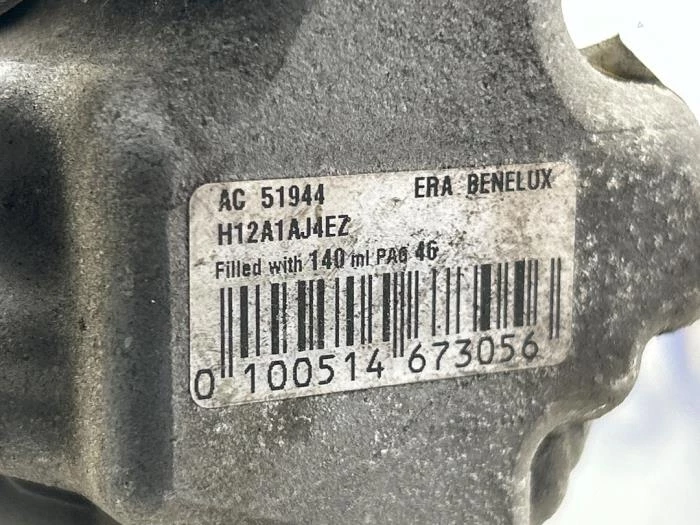 AC 51944 ERA BENELUX
H12A1AJ4EZ
Filled with 140 ml PAG 46
0 100514 673056